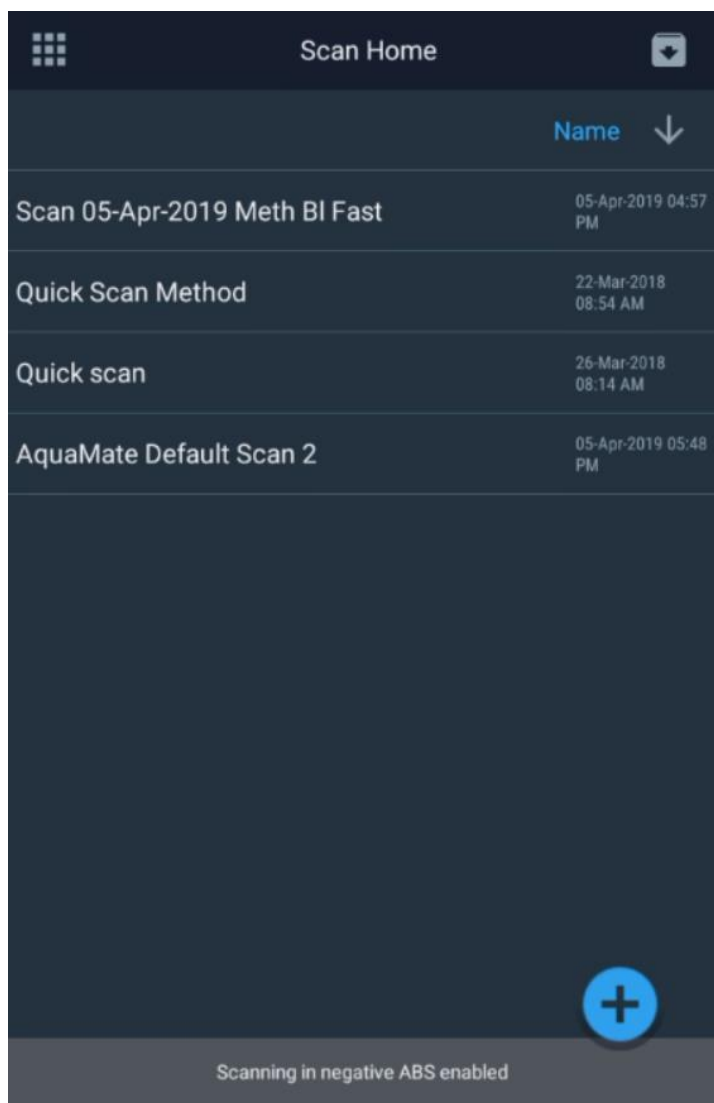 Scan Home
Name
Scan 05-Apr-2019 Meth Bl Fast
05-Apr-2019 04:57
PM
Quick Scan Method
22-Mar-2018
08:54 AM
Quick scan
26-Mar-2018
08:14 AM
AquaMate Default Scan 2
05-Apr-2019 05:48
PM
Scanning in negative ABS enabled